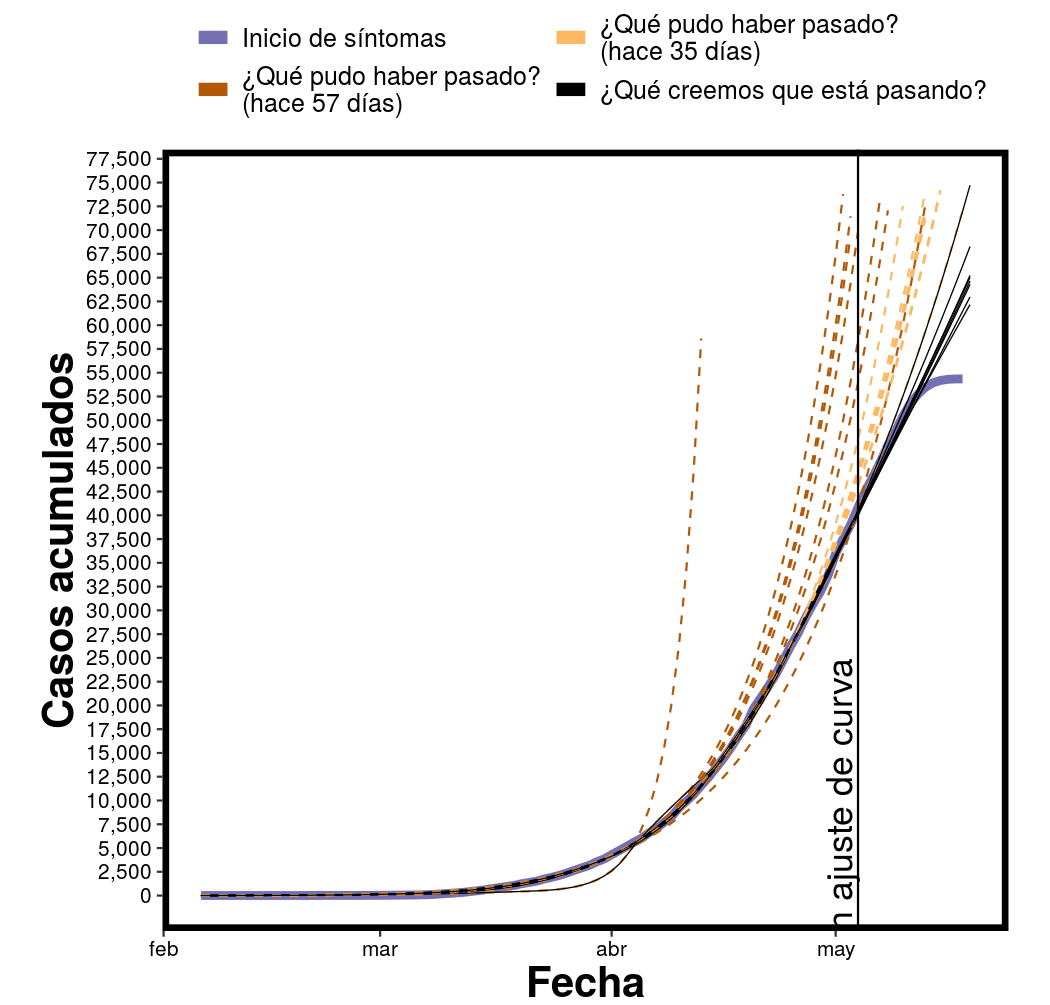 Inicio de síntomas
¿Qué pudo haber pasado?
(hace 57 días)
¿Qué pudo haber pasado?
(hace 35 días)
¿Qué creemos que está pasando?
77,500
75,000
72,500
70,000
67,500
65,000
62,500
60,000
57,500
55,000
52,500
50,000
47,500
45,000
42,500
40,000
37,500
35,000
32,500
30,000
27,500
25,000
22,500
20,000
17,500
15,000
12,500
10,000
7,500
5,000
2,500
0
Casos acumulados
ajuste de curva
feb
mar
abr
may
Fecha